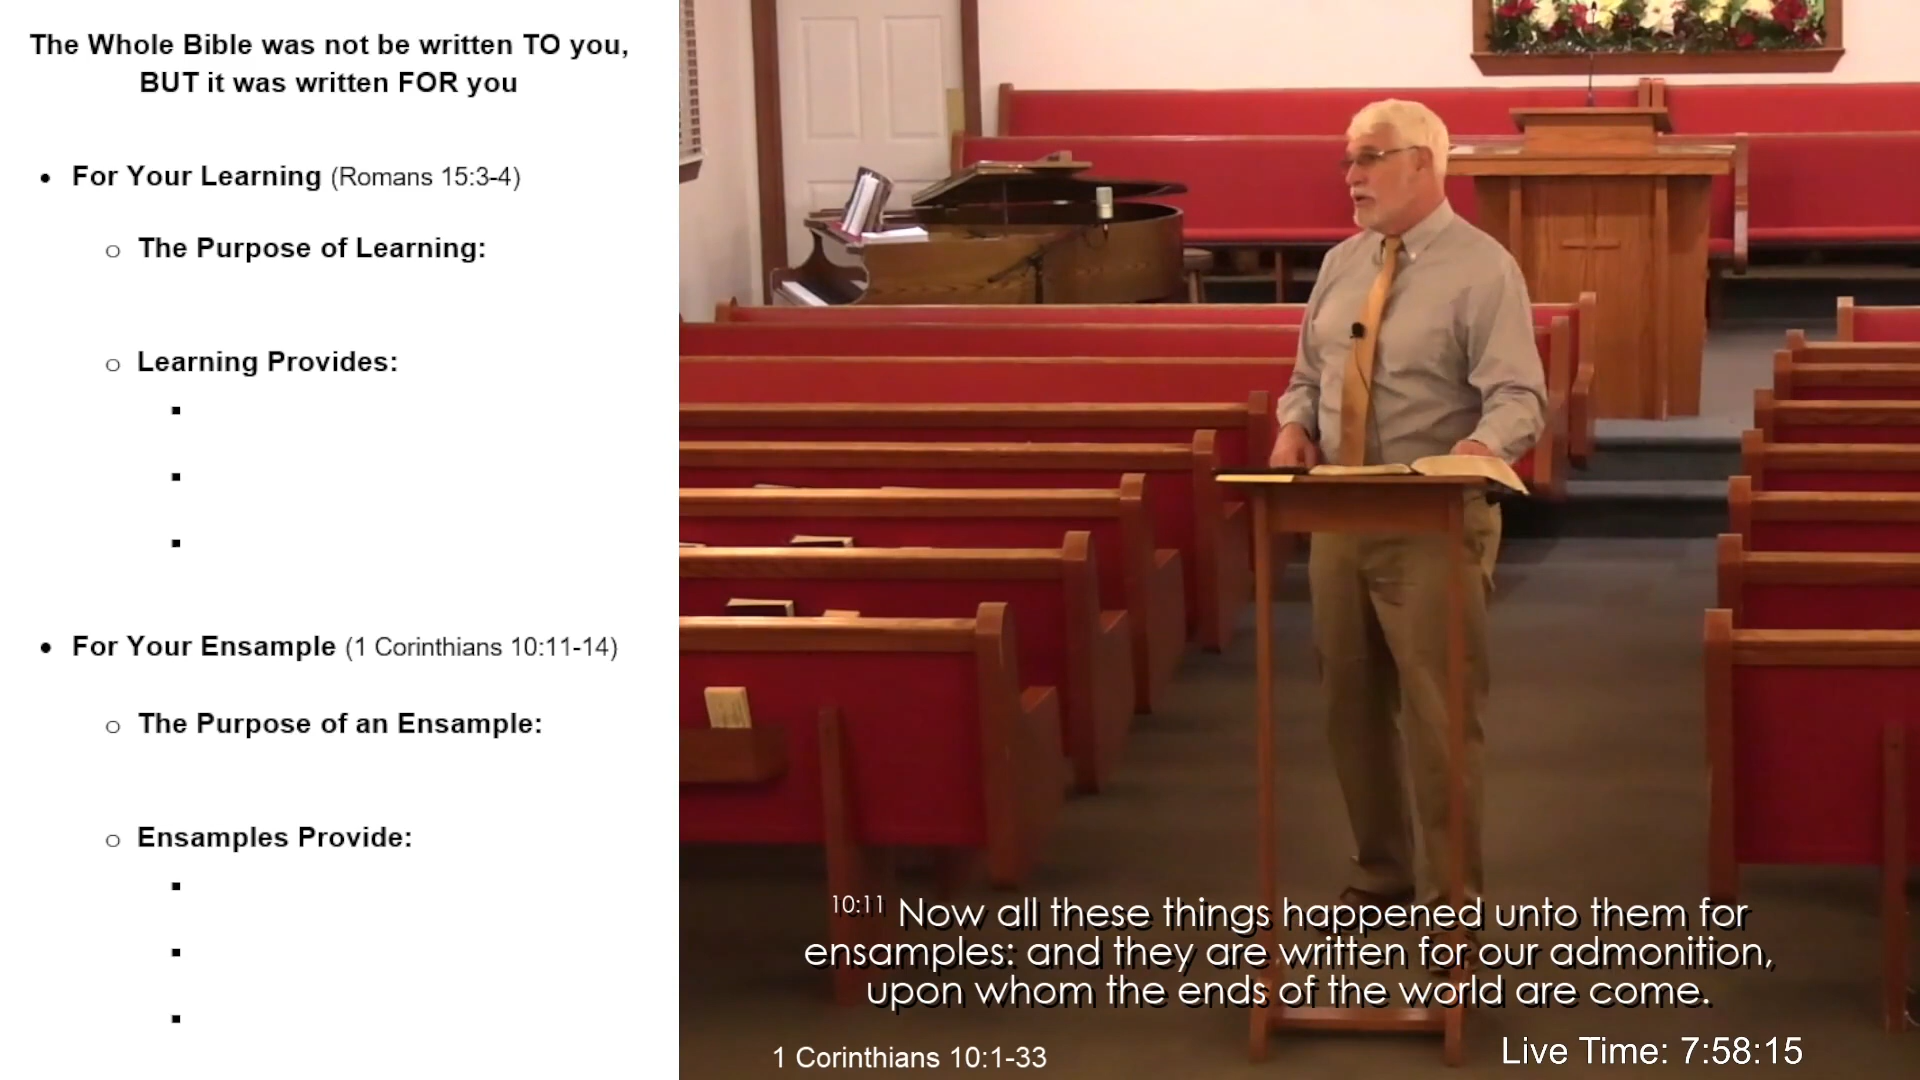 The Whole Bible was not be written TO you,
BUT it was written FOR you
For Your Learning (Romans 15:3-4)
The Purpose of Learning:
Learning Provides:
For Your Ensample (1 Corinthians 10:11-14)
The Purpose of an Ensample:
Ensamples Provide:
10:11 Now all these things happened unto them for
ensamples: and they are written for our admonition,
upon whom the ends of the world are come.
1 Corinthians 10:1-33
Live Time: 7:58:15